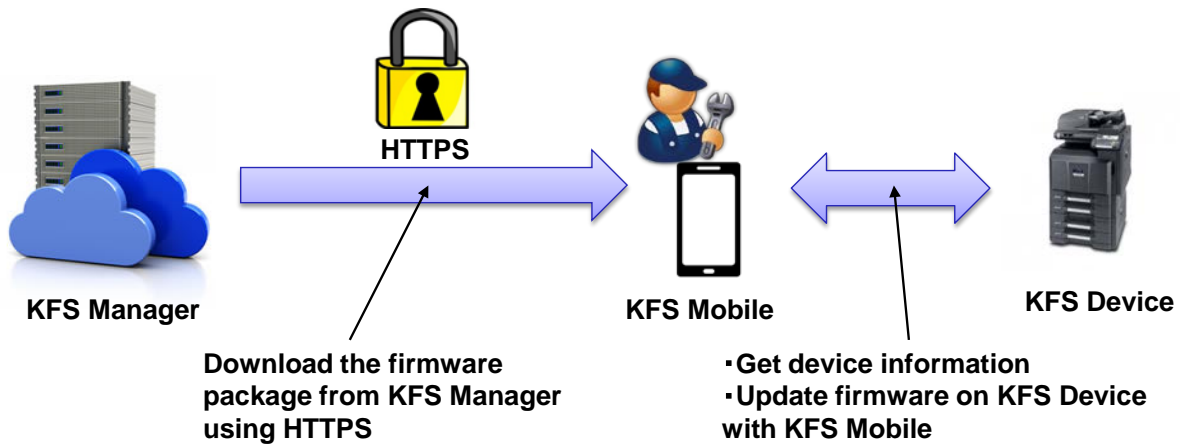 HTTPS
KFS Manager
KFS Mobile
KFS Device
Download the firmware
package from KFS Manager
using HTTPS
・Get device information
・Update firmware on KFS Device
with KFS Mobile